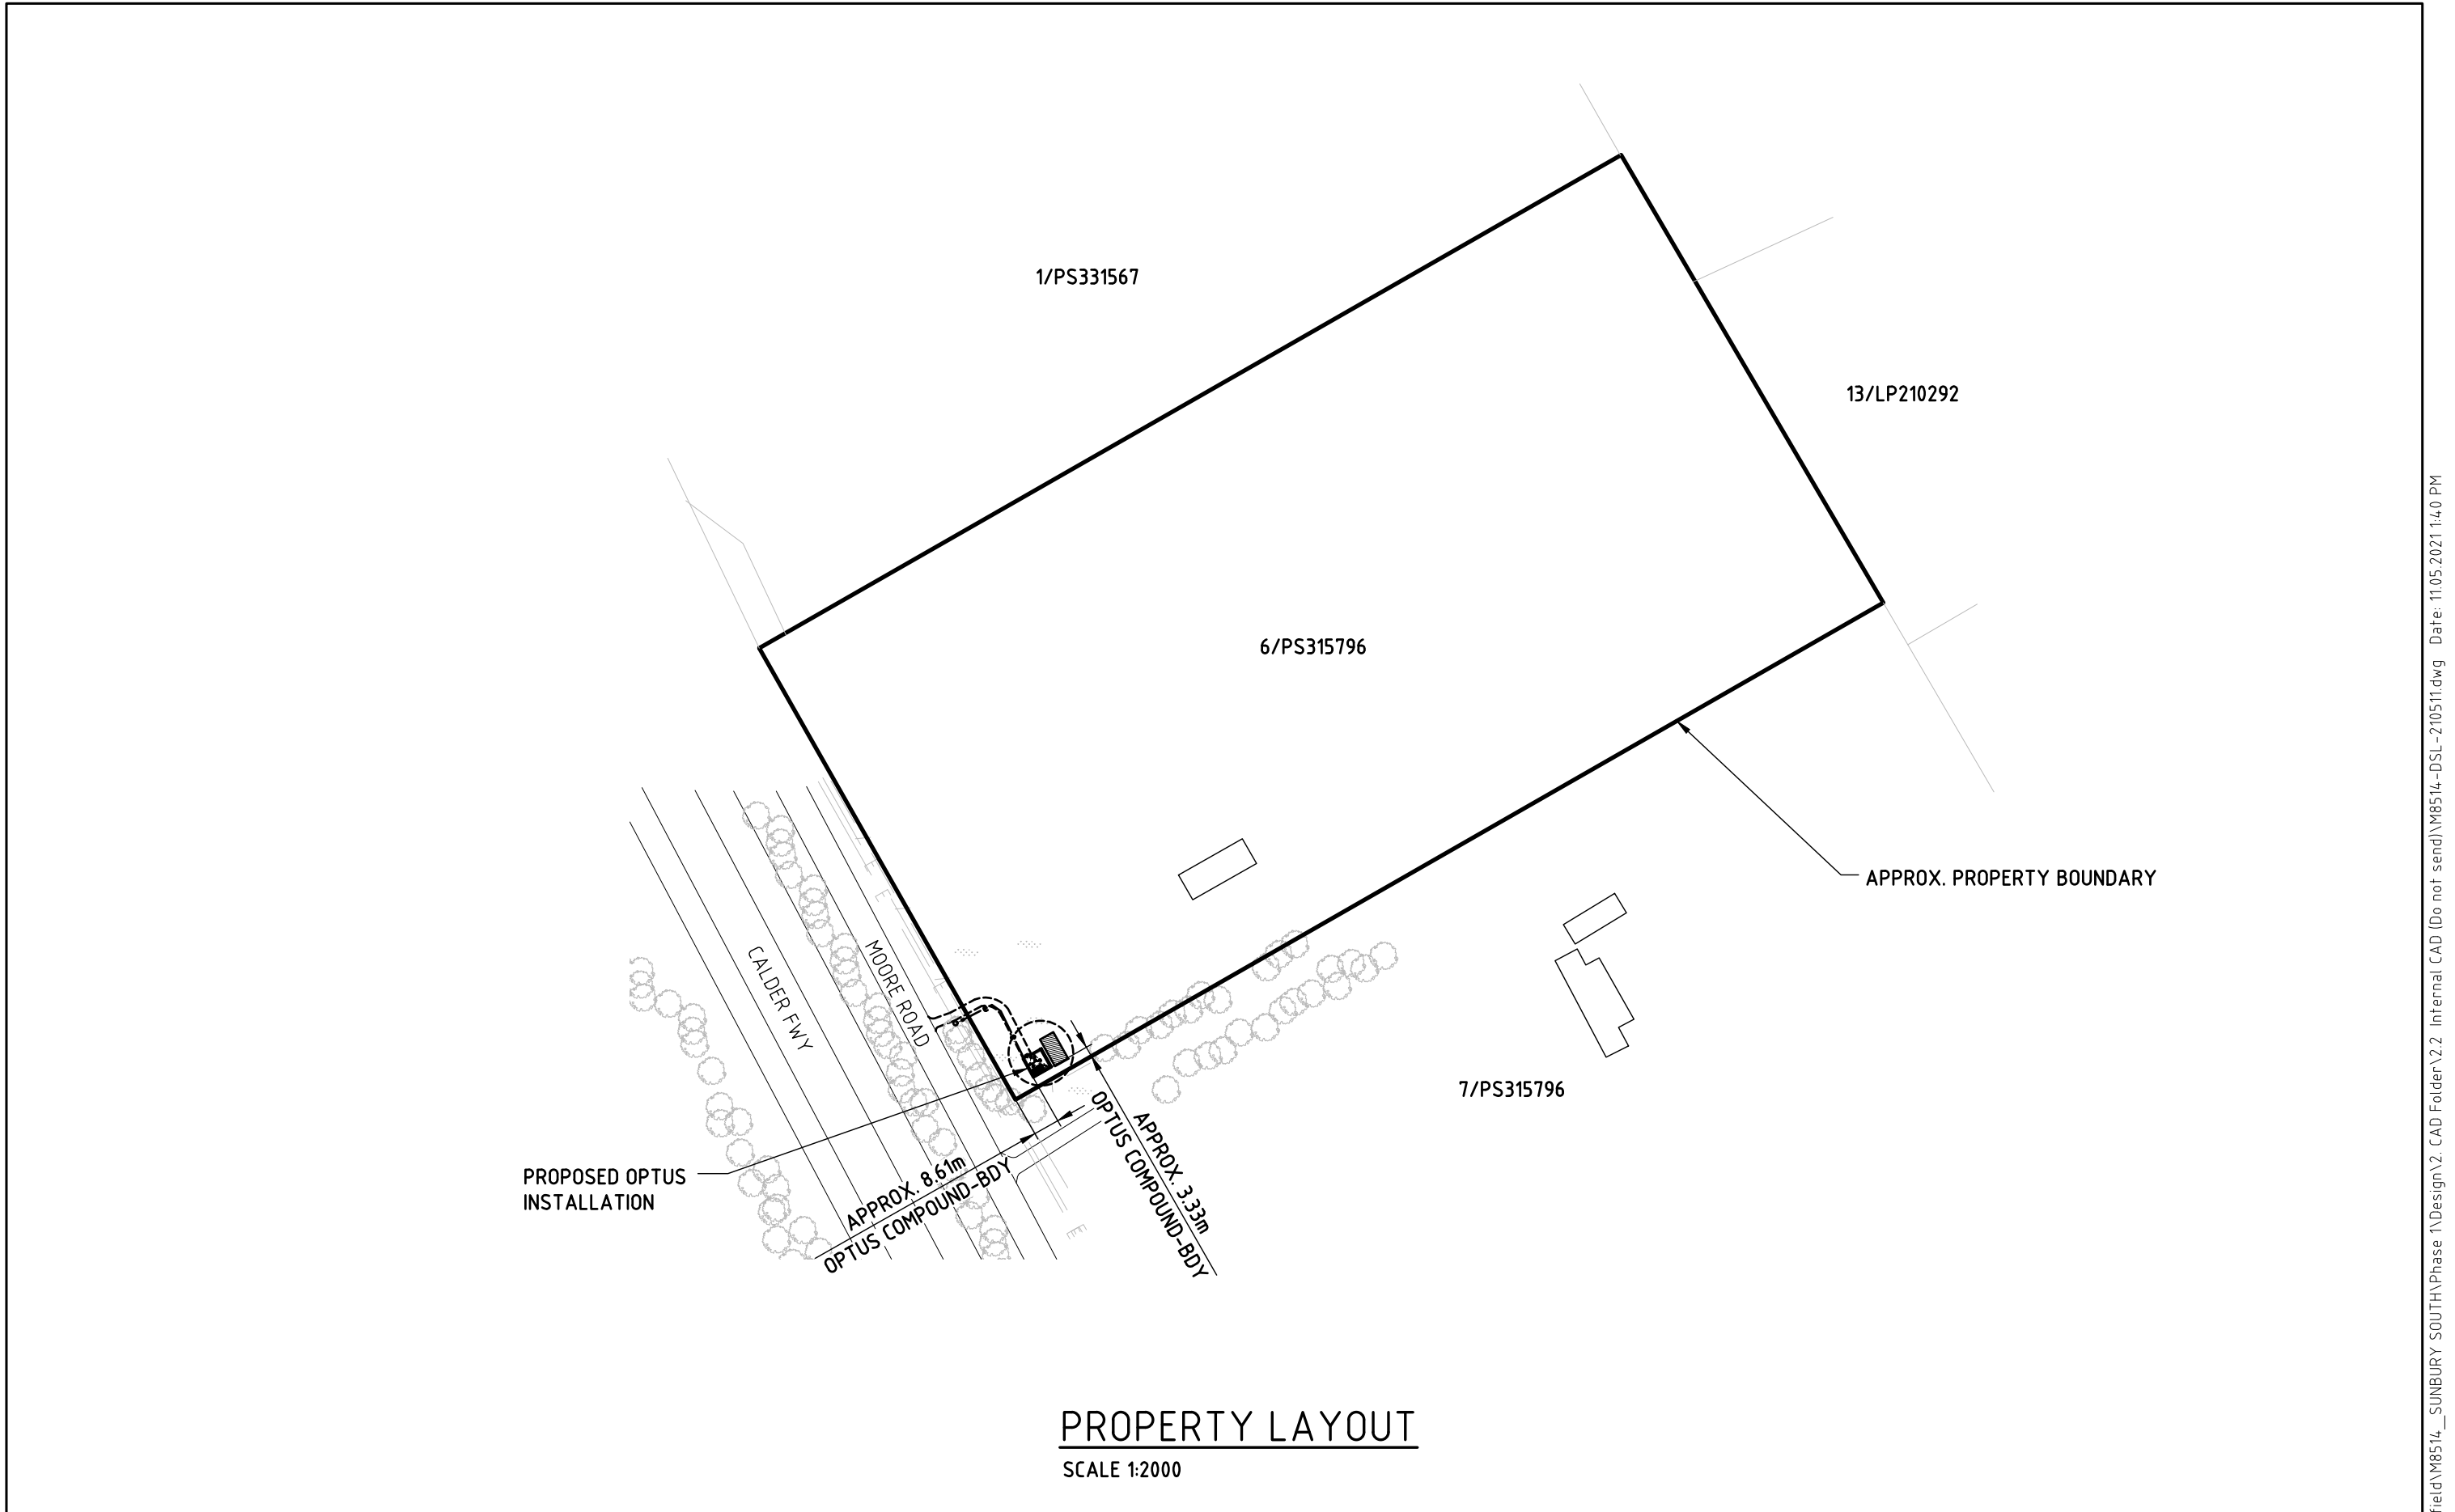 1/PS331567
13/LP210292
6/PS315796
APPROX. PROPERTY BOUNDARY
CALDER FWY
MOORE ROAD
7/PS315796
PROPOSED OPTUS
INSTALLATION
APPROX. 8.61m
OPTUS COMPOUND-BDY
APPROX. 3.33m
OPTUS COMPOUND-BDY
PROPERTY LAYOUT
SCALE 1:2000
field\M8514__SUNBURY SOUTH\Phase 1\Design\2. CAD Folder\2.2 Internal CAD (Do not send)\M8514-DSL-210511.dwg Date: 11.05.2021 1:40 PM